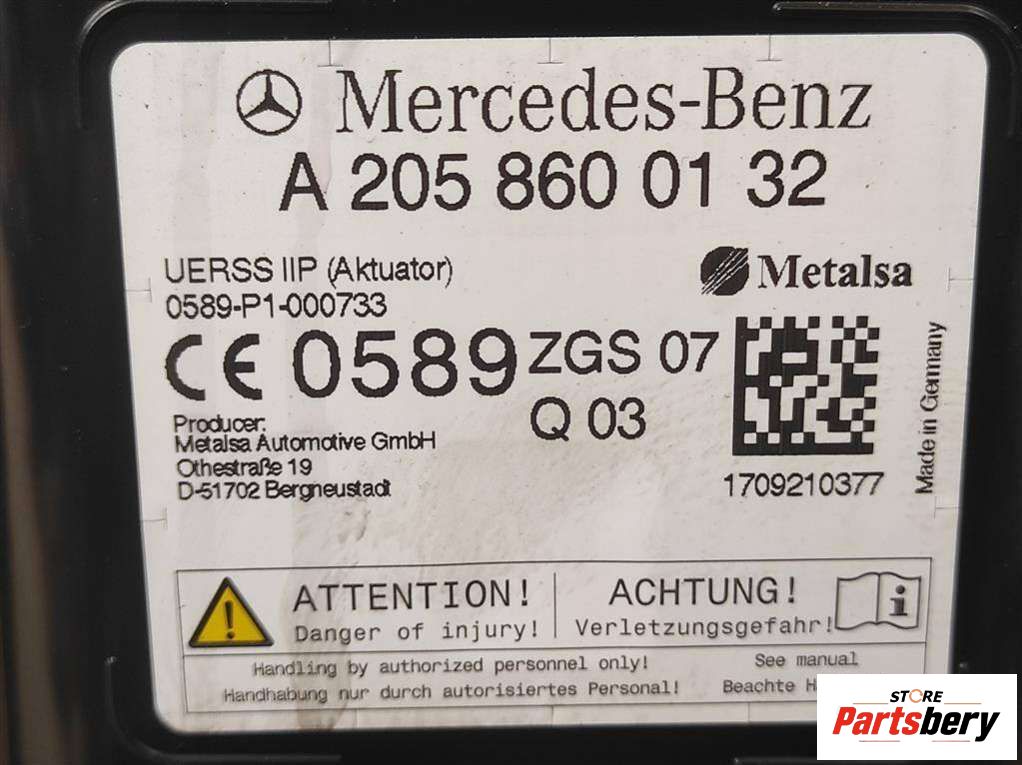 Mercedes-Benz
A 205 860 01 32
UERSS IIP (Aktuator)
0589-P1-000733
Metalsa
CE 0589 ZGS 07
Q 03
Producer:
Metalsa Automotive GmbH
Othestraße 19
D-51702 Bergneustadt
1709210377
Made in Germany
ATTENTION!
Danger of injury!
ACHTUNG!
Verletzungsgefahr!
Handling by authorized personnel only!
Handhabung nur durch autorisiertes Personal!
See manual
Beachte
STORE
Partsbery